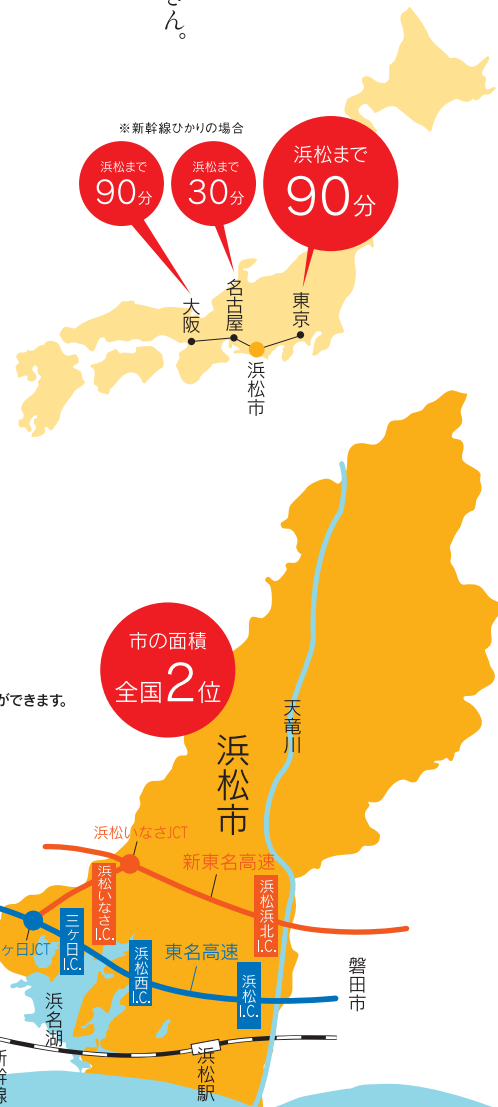 さん。
※新幹線ひかりの場合
浜松まで
90分
浜松まで
30分
浜松まで
90分
大阪
名古屋
東京
浜松市
市の面積
全国2位
ができます。
天竜川
浜松市
浜松いなさJCT
新東名高速
浜松いなさI.C.
浜松浜北I.C.
ヶ日JCT
三ヶ日I.C.
東名高速
浜松西I.C.
浜松I.C.
磐田市
浜名湖
浜松駅
新幹線